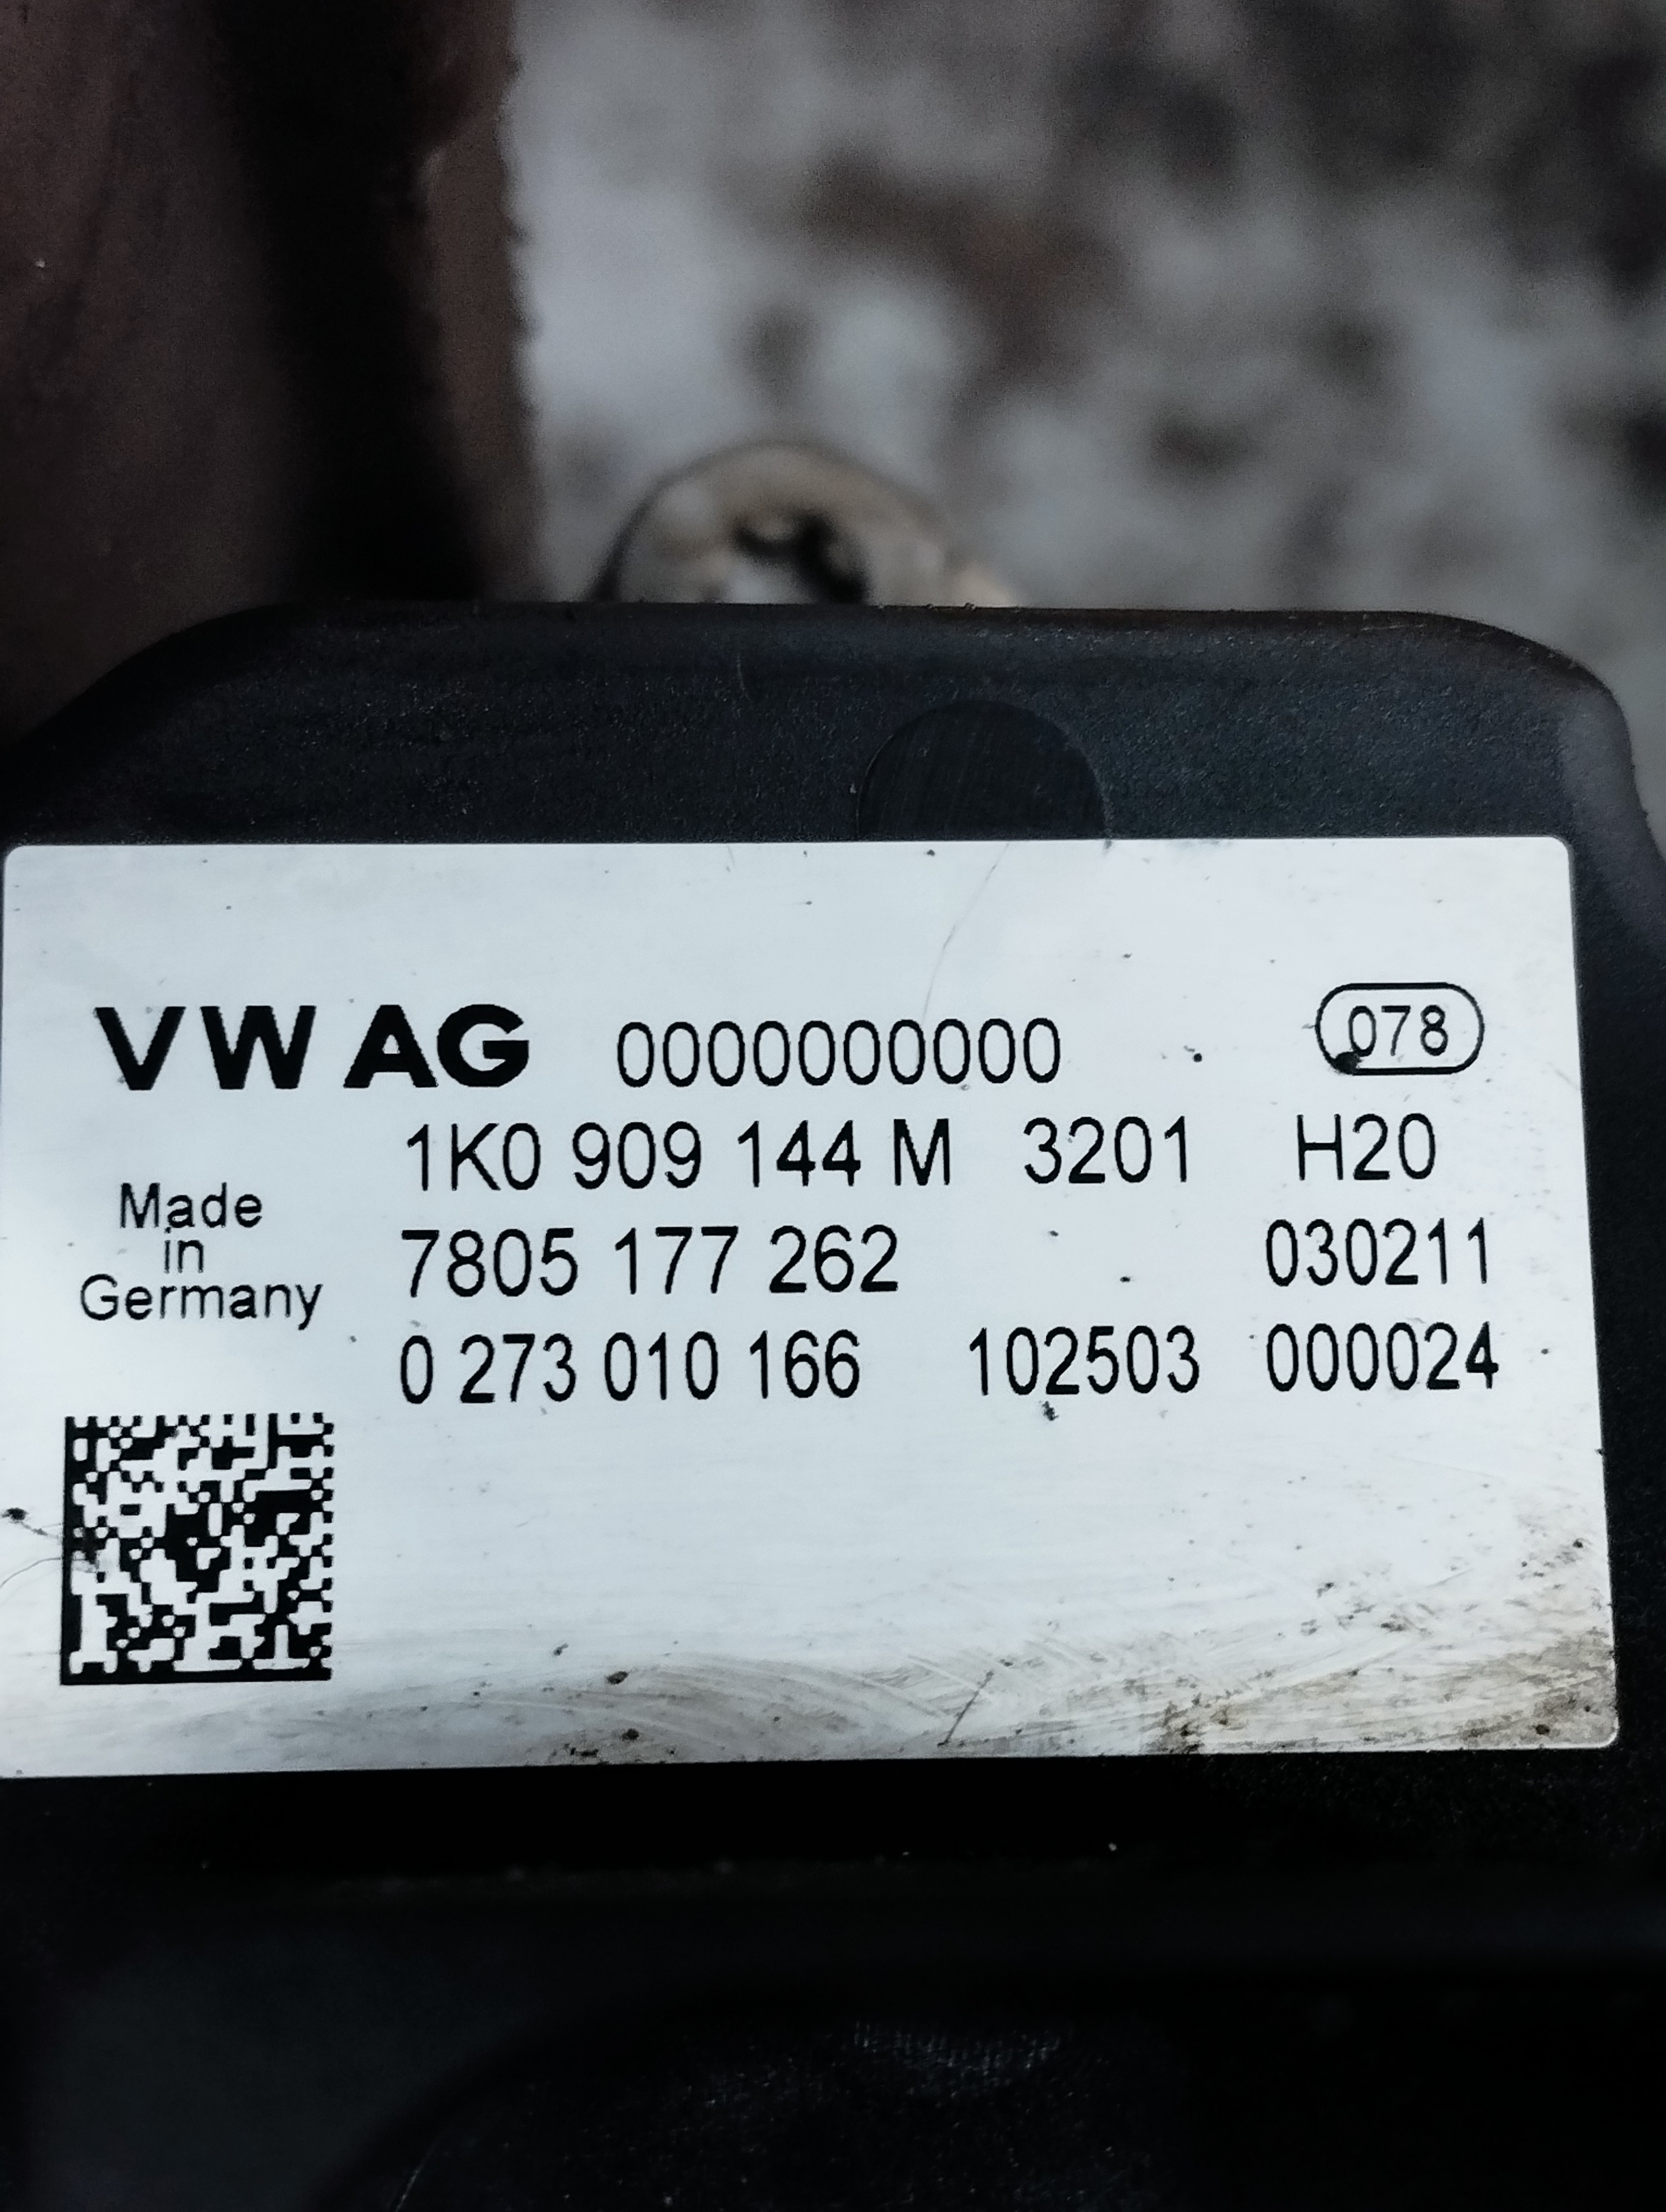 VW AG 0000000000 078
1K0 909 144 M 3201 H20
Made
in
Germany
7805 177 262 030211
0 273 010 166 102503 000024